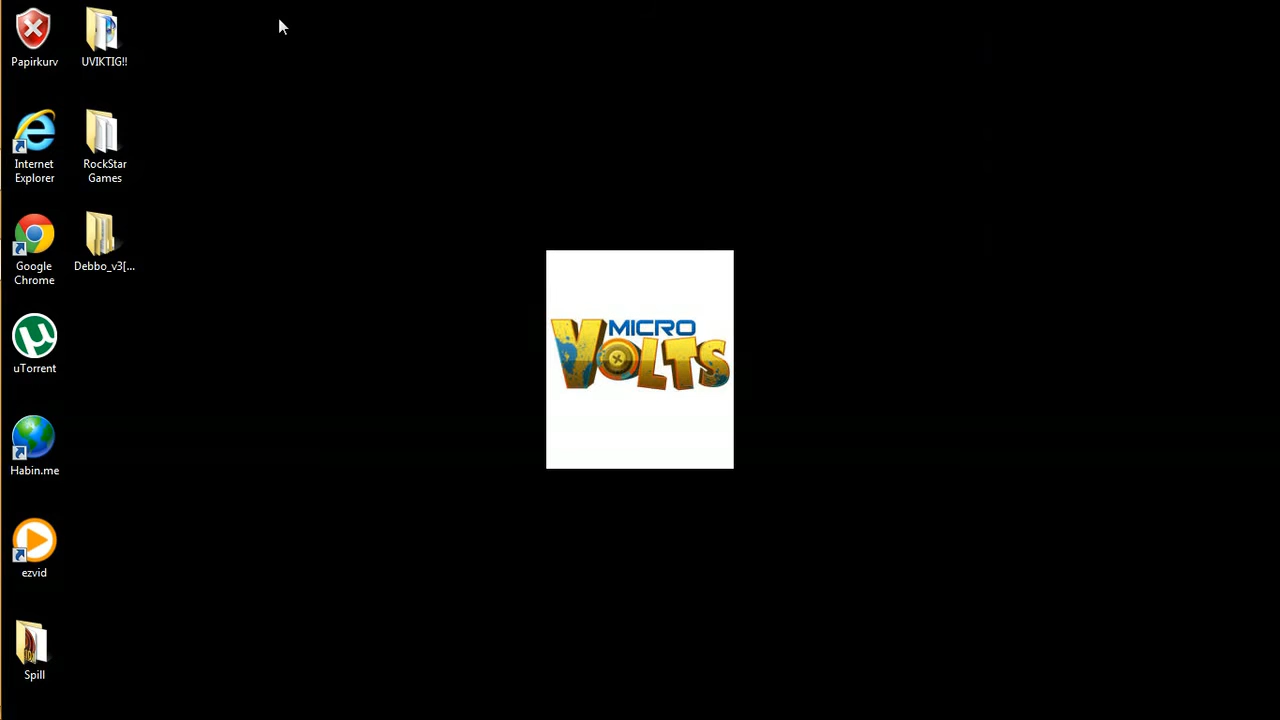 Papirkurv
UVIKTIG!!
Internet
Explorer
RockStar
Games
Google
Chrome
Debbo_v3[...
uTorrent
Habin.me
ezvid
Spill
MICRO
VOLTS